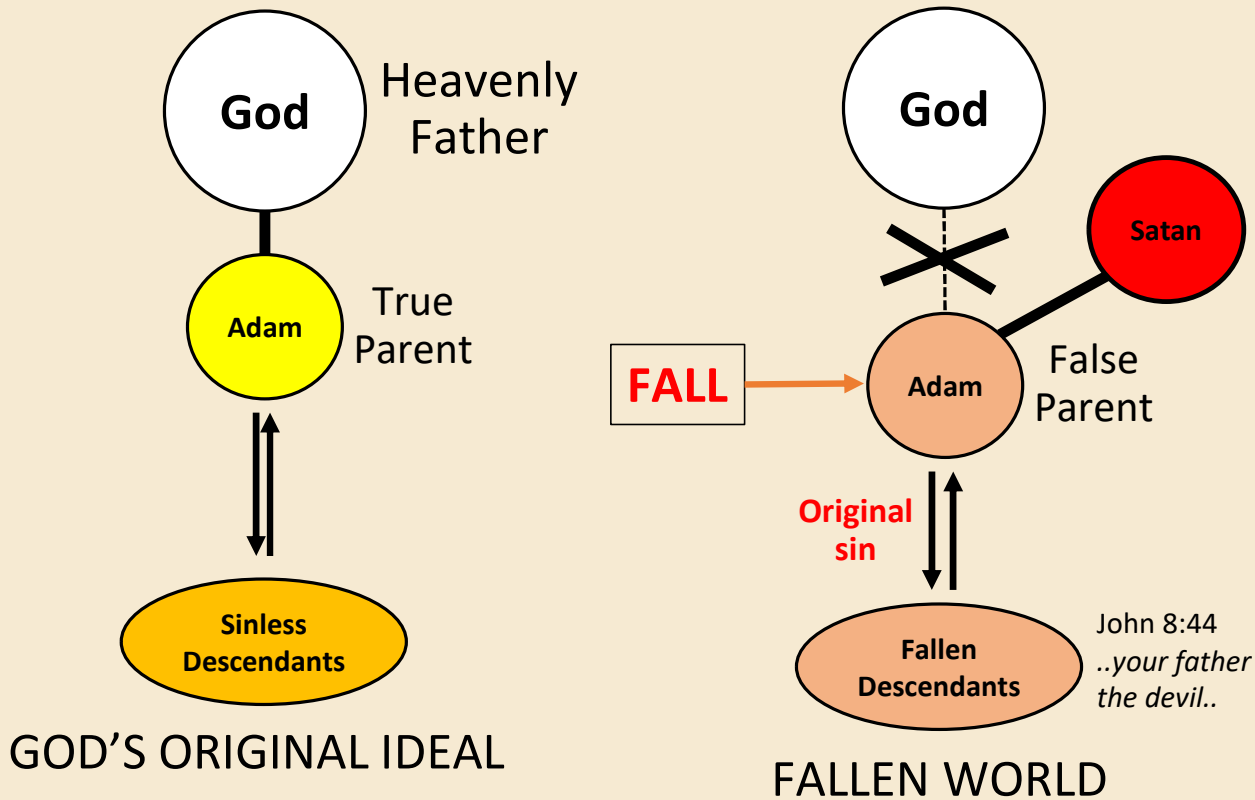 God
Heavenly
Father
Adam
True
Parent
Sinless
Descendants
GOD’S ORIGINAL IDEAL
God
Satan
FALL
Adam
False
Parent
Original
sin
Fallen
Descendants
John 8:44
..your father
the devil..
FALLEN WORLD